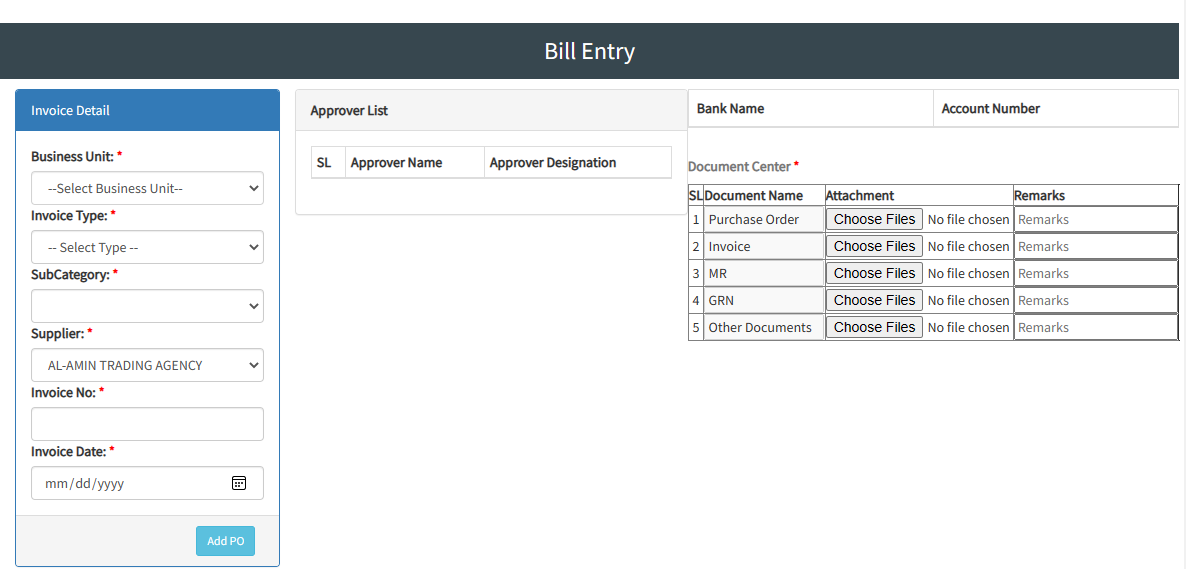 Bill Entry
Invoice Detail
Business Unit: *
--Select Business Unit--
Invoice Type: *
-- Select Type --
SubCategory: *
Supplier: *
AL-AMIN TRADING AGENCY
Invoice No: *
Invoice Date: *
mm/dd/yyyy
Add PO
Approver List
SL Approver Name Approver Designation
Bank Name Account Number
Document Center *
SL Document Name Attachment Remarks
1 Purchase Order Choose Files No file chosen Remarks
2 Invoice Choose Files No file chosen Remarks
3 MR Choose Files No file chosen Remarks
4 GRN Choose Files No file chosen Remarks
5 Other Documents Choose Files No file chosen Remarks